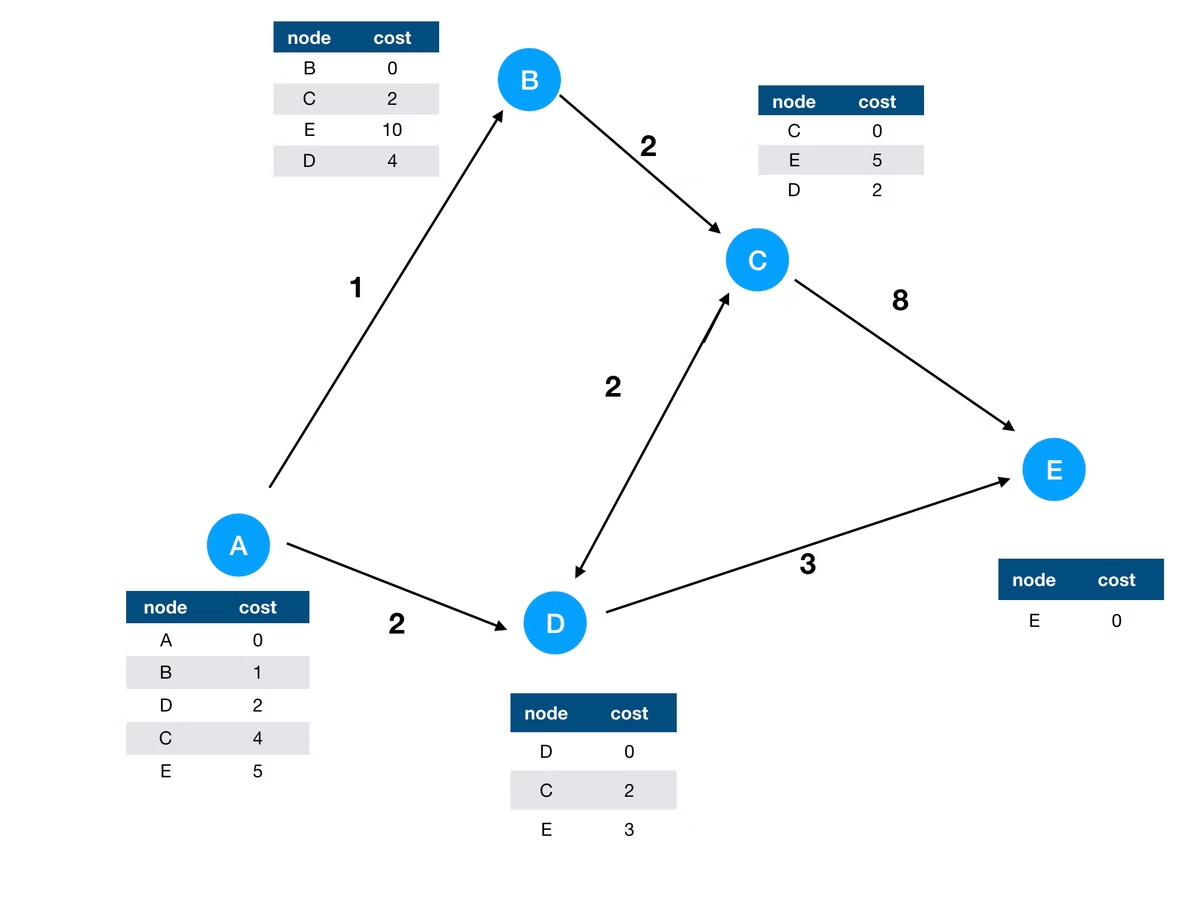 node cost
B 0
C 2
E 10
D 4
B
node cost
C 0
E 5
D 2
2
C
1
8
2
E
A
3
node cost
E 0
node cost
A 0
B 1
D 2
C 4
E 5
2
D
node cost
D 0
C 2
E 3